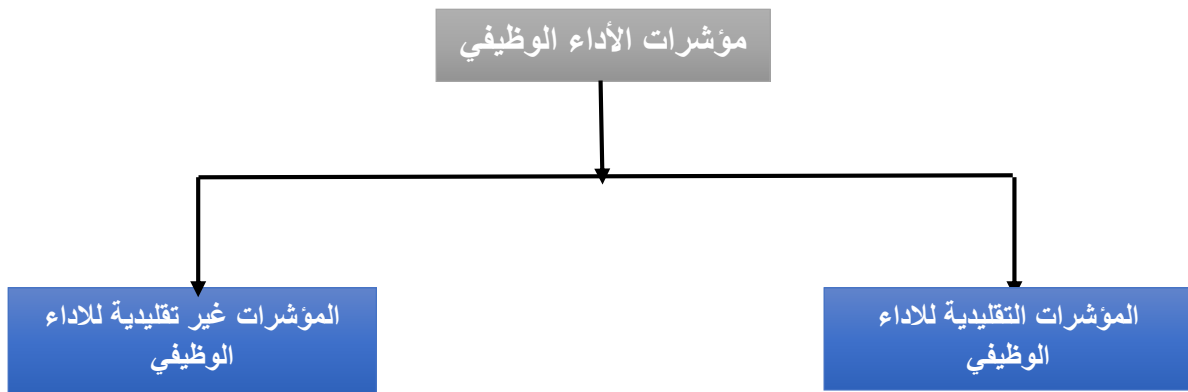 مؤشرات الأداء الوظيفي
المؤشرات التقليدية للاداء
الوظيفي
المؤشرات غير تقليدية للاداء
الوظيفي